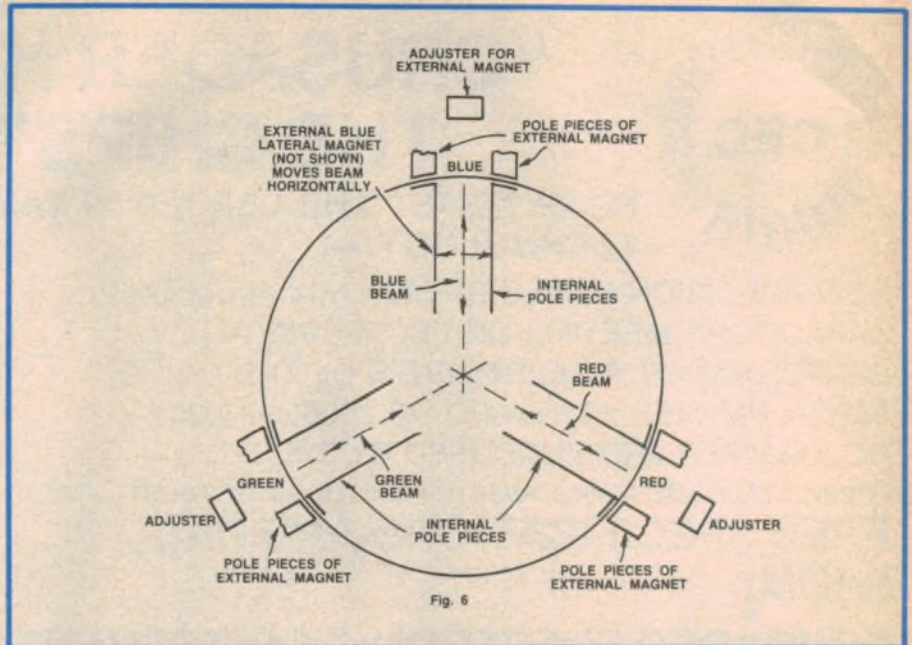 ADJUSTER FOR
EXTERNAL MAGNET
EXTERNAL BLUE
LATERAL MAGNET
(NOT SHOWN)
MOVES BEAM
HORIZONTALLY
POLE PIECES OF
EXTERNAL MAGNET
BLUE
BLUE
BEAM
INTERNAL
POLE PIECES
RED
BEAM
GREEN
GREEN
BEAM
RED
ADJUSTER
INTERNAL
POLE PIECES
ADJUSTER
POLE PIECES OF
EXTERNAL MAGNET
POLE PIECES OF
EXTERNAL MAGNET
Fig. 6